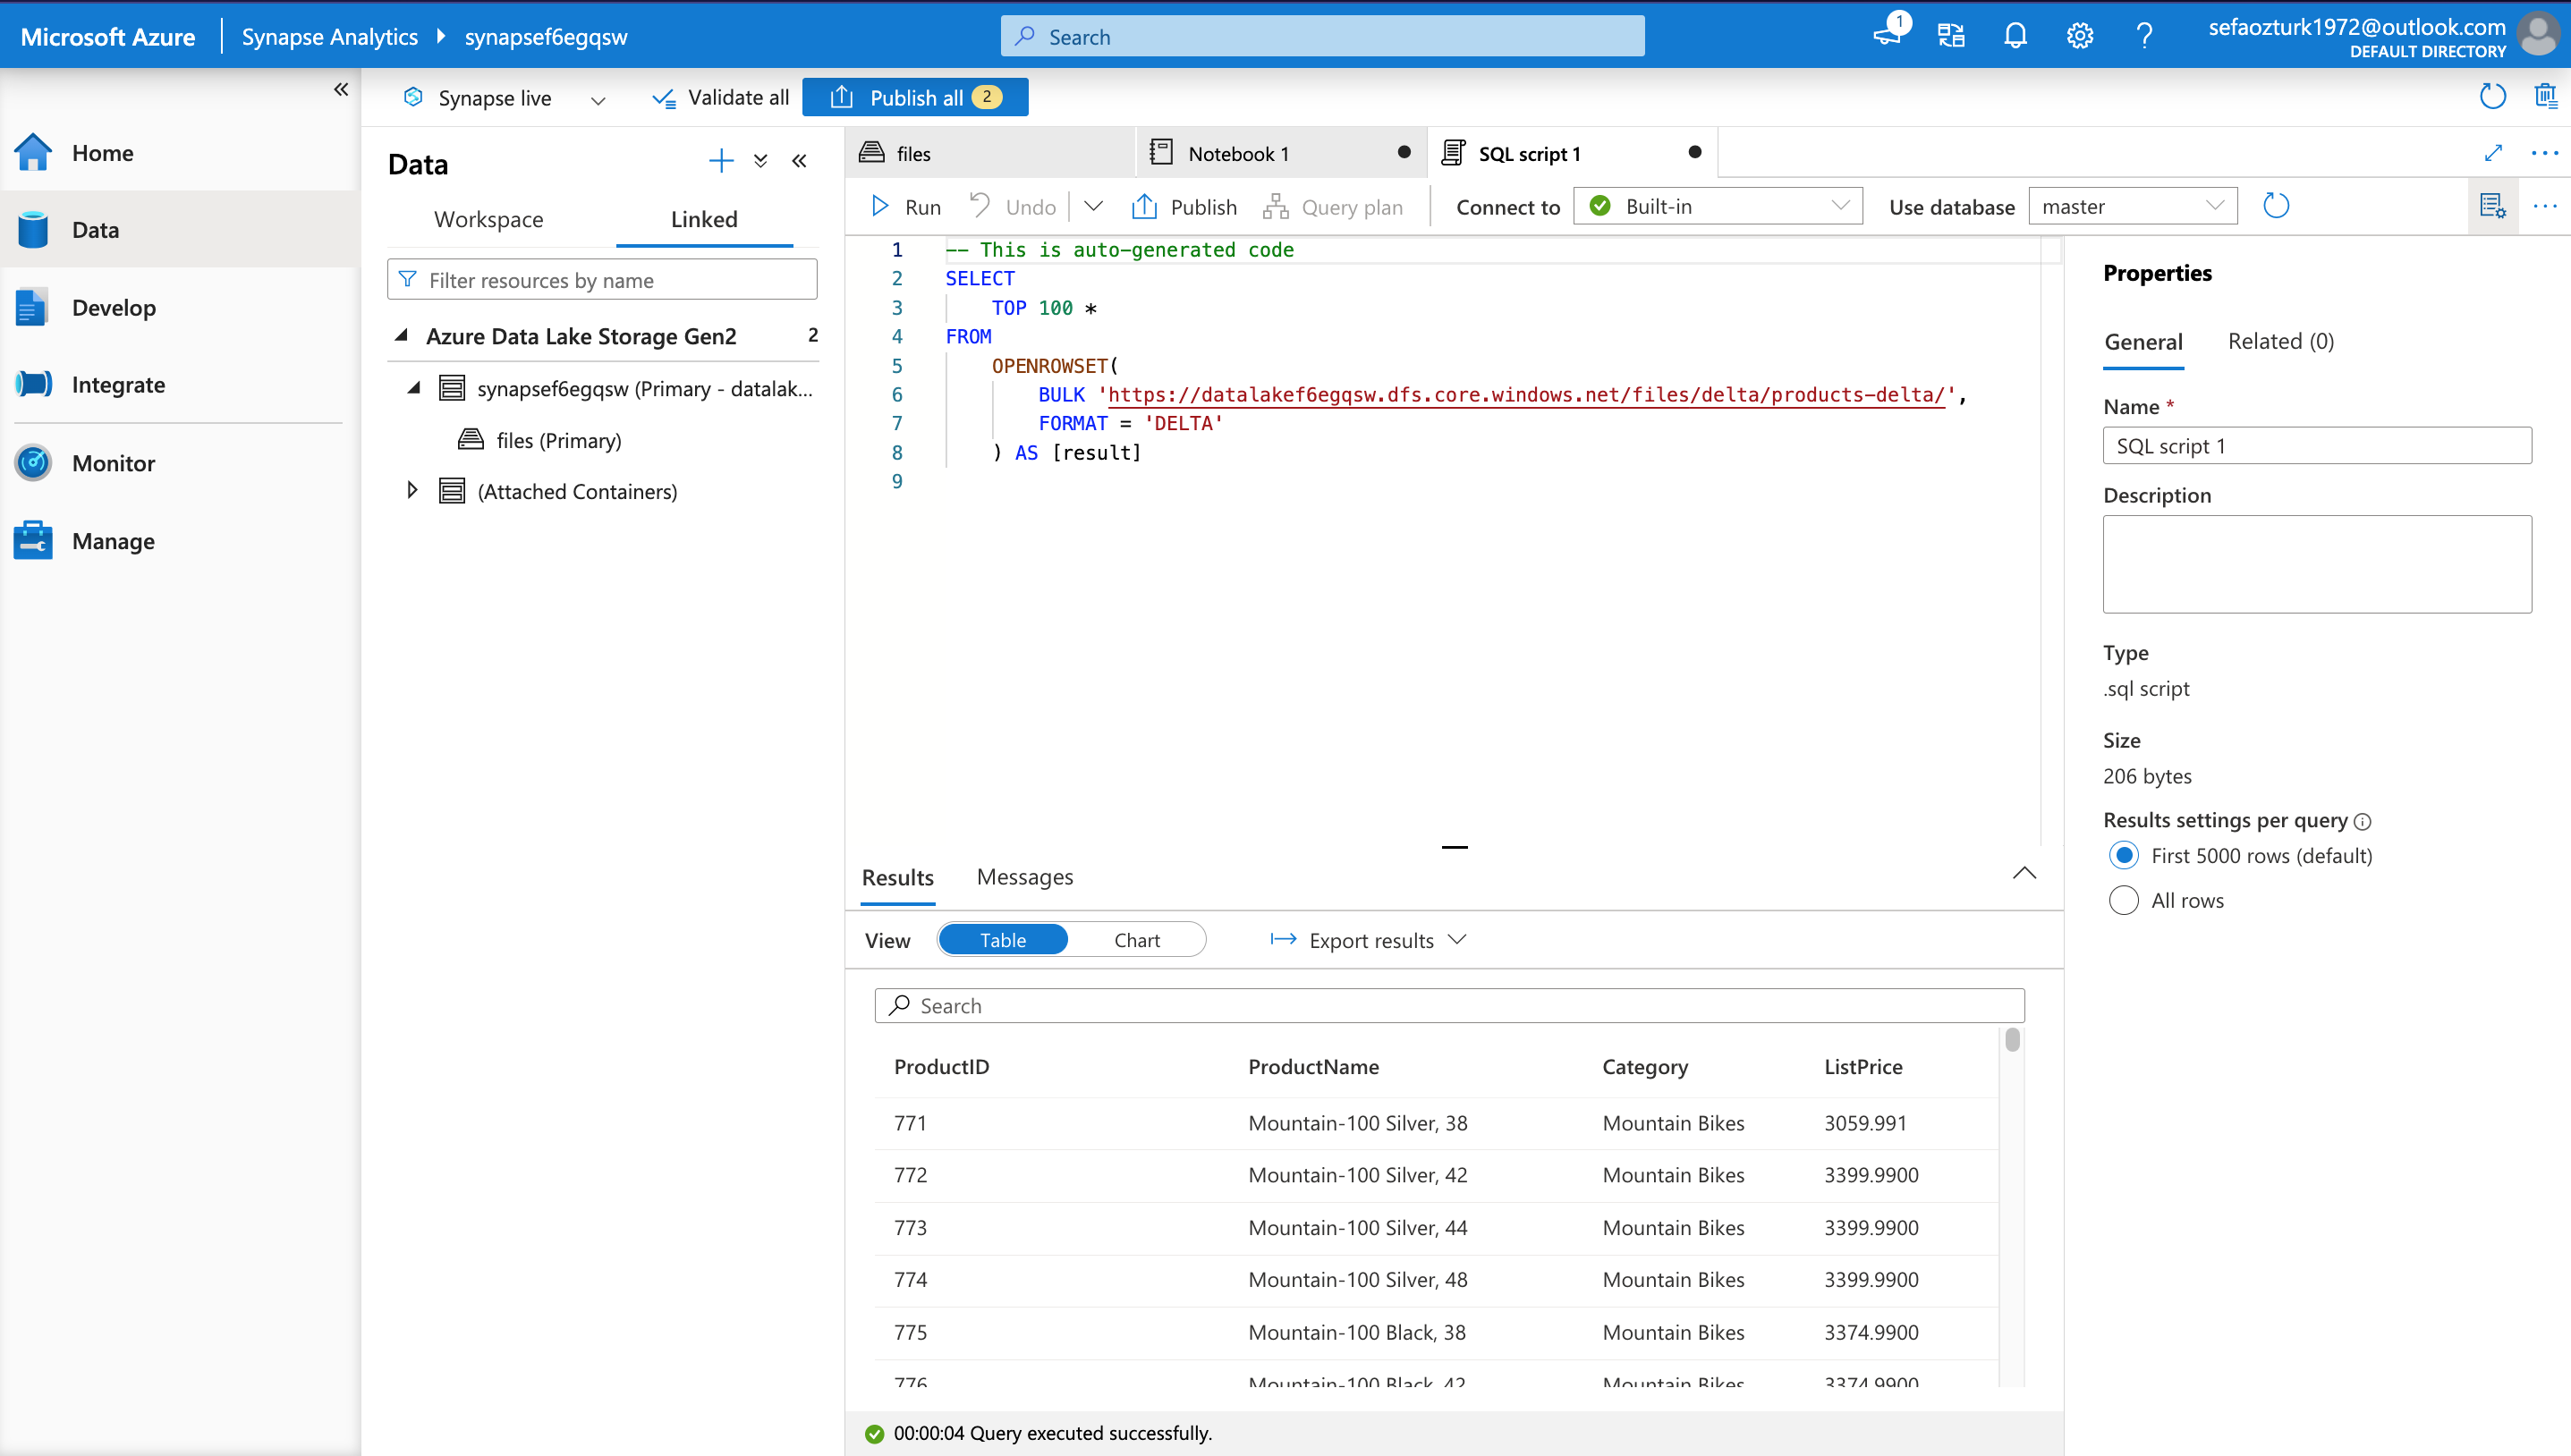 Microsoft Azure
Synapse Analytics
synapsef6egqsw
Search
1
sefaozturk1972@outlook.com
DEFAULT DIRECTORY
Home
Data
Develop
Integrate
Monitor
Manage
Synapse live
Validate all
Publish all
2
Data
Workspace
Linked
Filter resources by name
Azure Data Lake Storage Gen2
2
synapsef6egqsw (Primary - datalak...
files (Primary)
(Attached Containers)
files
Notebook 1
SQL script 1
Run
Undo
Publish
Query plan
Connect to
Built-in
Use database
master
1 -- This is auto-generated code
2 SELECT
3 TOP 100 *
4 FROM
5 OPENROWSET(
6 BULK 'https://datalakef6egqsw.dfs.core.windows.net/files/delta/products-delta/',
7 FORMAT = 'DELTA'
8 ) AS [result]
9
Results
Messages
View
Table
Chart
Export results
Search
ProductID ProductName Category ListPrice
771 Mountain-100 Silver, 38 Mountain Bikes 3059.991
772 Mountain-100 Silver, 42 Mountain Bikes 3399.9900
773 Mountain-100 Silver, 44 Mountain Bikes 3399.9900
774 Mountain-100 Silver, 48 Mountain Bikes 3399.9900
775 Mountain-100 Black, 38 Mountain Bikes 3374.9900
776 Mountain-100 Black, 42 Mountain Bikes 3374.9900
00:00:04 Query executed successfully.
Properties
General
Related (0)
Name *
SQL script 1
Description
Type
.sql script
Size
206 bytes
Results settings per query
First 5000 rows (default)
All rows